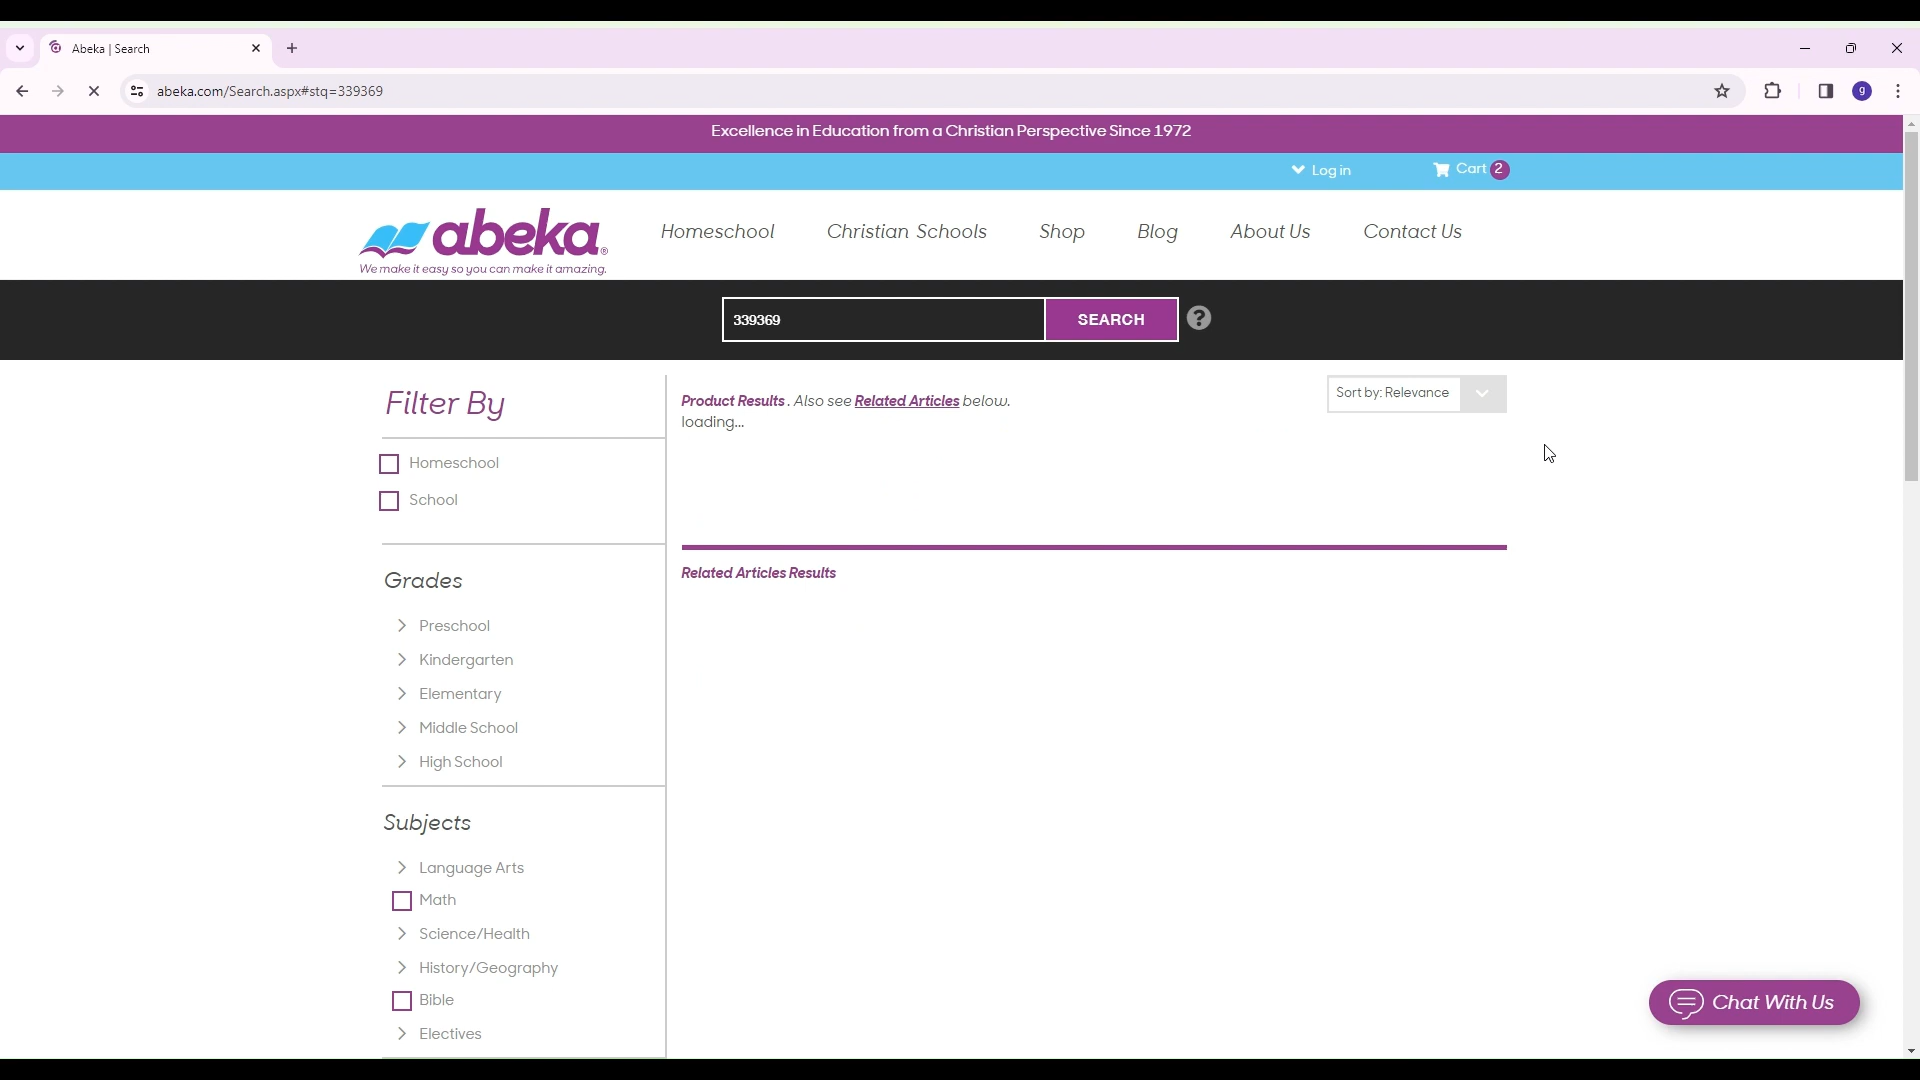 Abeka | Search
abeka.com/Search.aspx#stq=339369
g
Excellence in Education from a Christian Perspective Since 1972
Log in
Cart 2
abeka®
We make it easy so you can make it amazing.
Homeschool
Christian Schools
Shop
Blog
About Us
Contact Us
339369
SEARCH
?
Filter By
Homeschool
School
Grades
Preschool
Kindergarten
Elementary
Middle School
High School
Subjects
Language Arts
Math
Science/Health
History/Geography
Bible
Electives
Product Results . Also see Related Articles below.
loading...
Sort by: Relevance
Related Articles Results
Chat With Us